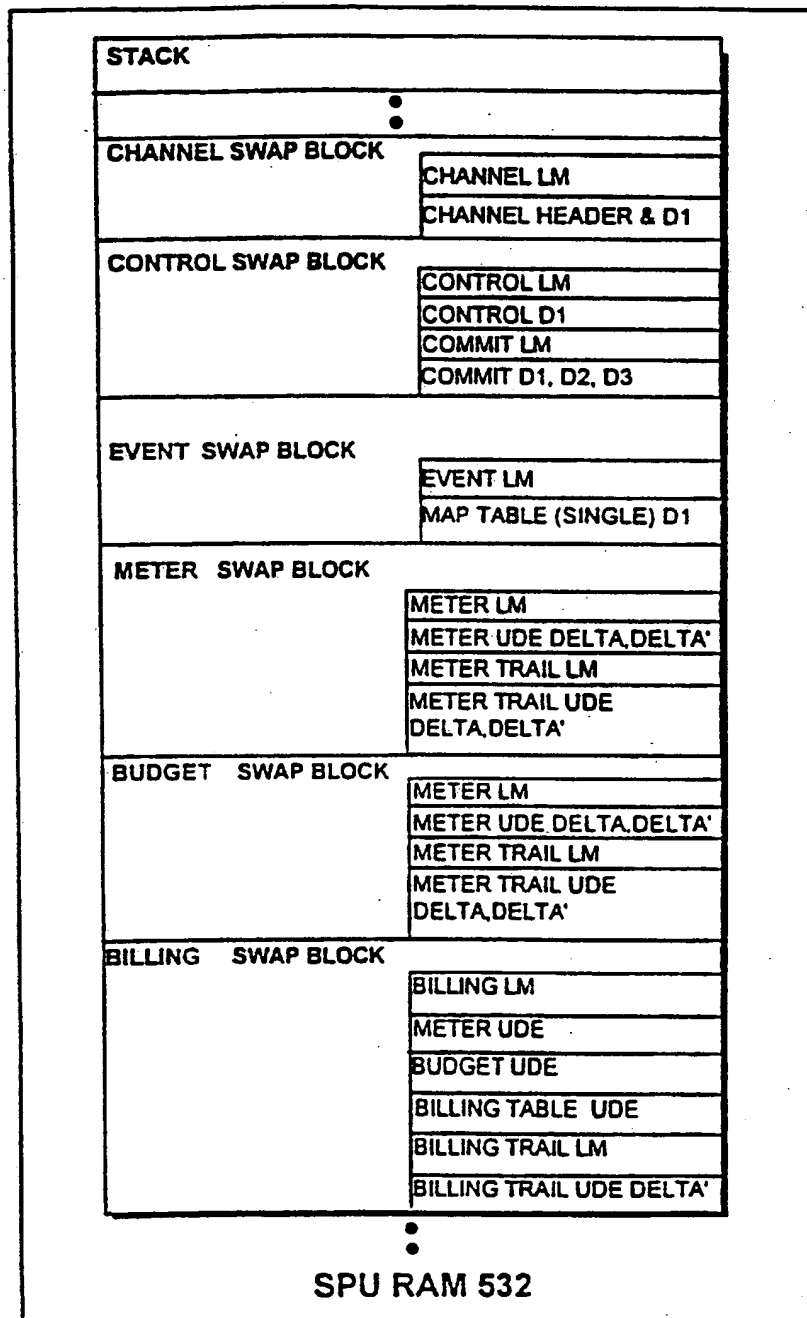 STACK
CHANNEL SWAP BLOCK
CHANNEL LM
CHANNEL HEADER & D1
CONTROL SWAP BLOCK
CONTROL LM
CONTROL D1
COMMIT LM
COMMIT D1, D2, D3
EVENT SWAP BLOCK
EVENT LM
MAP TABLE (SINGLE) D1
METER SWAP BLOCK
METER LM
METER UDE DELTA,DELTA'
METER TRAIL LM
METER TRAIL UDE
DELTA,DELTA'
BUDGET SWAP BLOCK
METER LM
METER UDE DELTA,DELTA'
METER TRAIL LM
METER TRAIL UDE
DELTA,DELTA'
BILLING SWAP BLOCK
BILLING LM
METER UDE
BUDGET UDE
BILLING TABLE UDE
BILLING TRAIL LM
BILLING TRAIL UDE DELTA'
SPU RAM 532